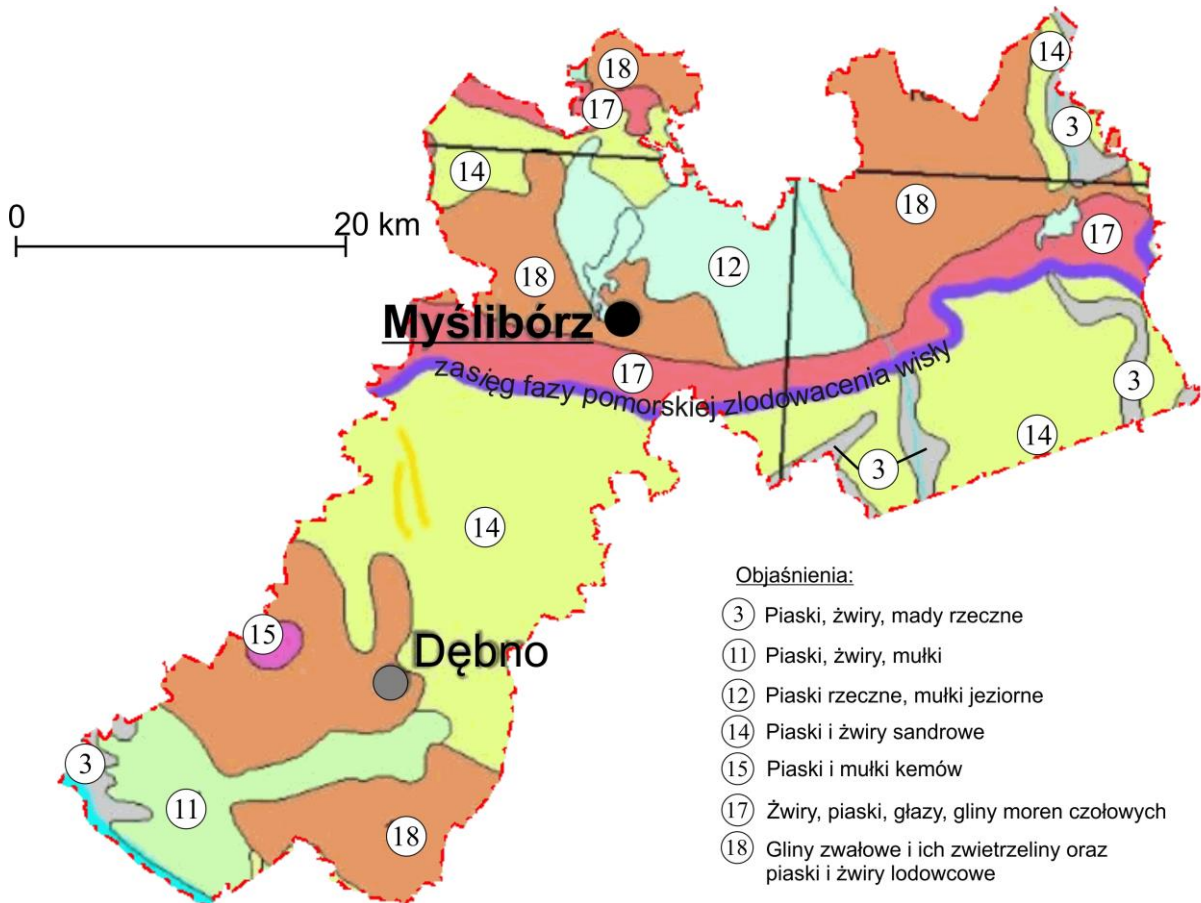 18
14
17
3
14
0
20 km
18
17
12
18
Myślibórz
17
zasięg fazy pomorskiej zlodowacenia wisły
3
14
3
14
15
Dębno
3
11
18
Objaśnienia:
3 Piaski, żwiry, mady rzeczne
11 Piaski, żwiry, mułki
12 Piaski rzeczne, mułki jeziorne
14 Piaski i żwiry sandrowe
15 Piaski i mułki kemów
17 Żwiry, piaski, głazy, gliny moren czołowych
18 Gliny zwałowe i ich zwietrzeliny oraz
piaski i żwiry lodowcowe